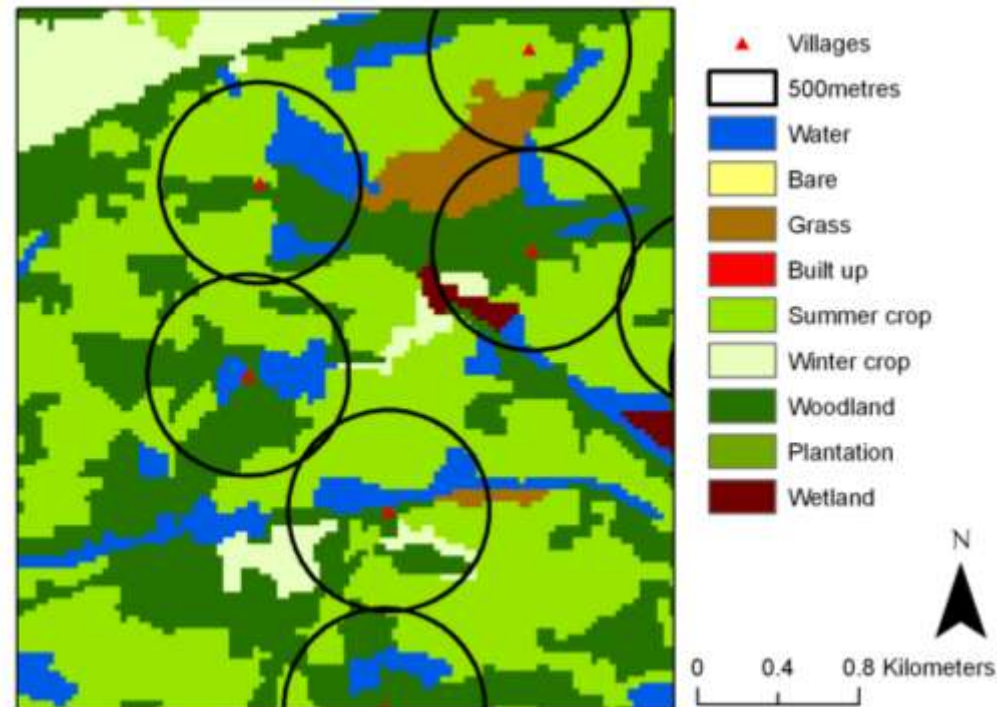 Villages
500metres
Water
Bare
Grass
Built up
Summer crop
Winter crop
Woodland
Plantation
Wetland
N
0 0.4 0.8 Kilometers